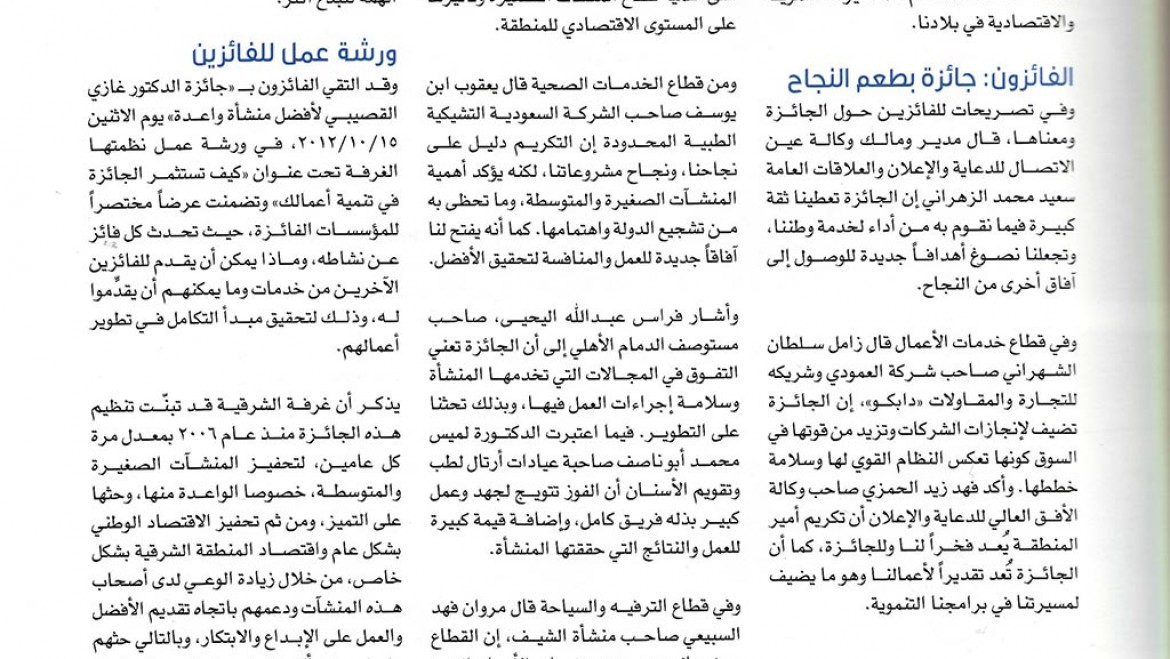 والاقتصادية في بلادنا.
الفائزون: جائزة بطعم النجاح
وفي تصريحات للفائزين حول الجائزة
ومعناها، قال مدير ومالك وكالة عين
الاتصال للدعاية والإعلان والعلاقات العامة
سعيد محمد الزهراني إن الجائزة تعطينا ثقة
كبيرة فيما نقوم به من أداء لخدمة وطننا،
وتجعلنا نصوغ أهدافاً جديدة للوصول إلى
آفاق أخرى من النجاح.
وفي قطاع خدمات الأعمال قال زامل سلطان
الشهراني صاحب شركة العمودي وشريكه
للتجارة والمقاولات «دابكو»، إن الجائزة
تضيف لإنجازات الشركات وتزيد من قوتها في
السوق كونها تعكس النظام القوي لها وسلامة
خططها. وأكد فهد زيد الحمزي صاحب وكالة
الأفق العالي للدعاية والإعلان أن تكريم أمير
المنطقة يُعد فخراً لنا وللجائزة، كما أن
الجائزة تُعد تقديراً لأعمالنا وهو ما يضيف
لمسيرتنا في برامجنا التنموية.
على المستوى الاقتصادي للمنطقة.
ومن قطاع الخدمات الصحية قال يعقوب ابن
يوسف صاحب الشركة السعودية التشيكية
الطبية المحدودة إن التكريم دليل على
نجاحنا، ونجاح مشروعاتنا، لكنه يؤكد أهمية
المنشآت الصغيرة والمتوسطة، وما تحظى به
من تشجيع الدولة واهتمامها. كما أنه يفتح لنا
آفاقاً جديدة للعمل والمنافسة لتحقيق الأفضل.
وأشار فراس عبدالله اليحيى، صاحب
مستوصف الدمام الأهلي إلى أن الجائزة تعني
التفوق في المجالات التي تخدمها المنشأة
وسلامة إجراءات العمل فيها، وبذلك تحثنا
على التطوير. فيما اعتبرت الدكتورة لميس
محمد أبو ناصف صاحبة عيادات أرتال لطب
وتقويم الأسنان أن الفوز تتويج لجهد وعمل
كبير بذله فريق كامل، وإضافة قيمة كبيرة
للعمل والنتائج التي حققتها المنشأة.
وفي قطاع الترفيه والسياحة قال مروان فهد
السبيعي صاحب منشأة الشيف، إن القطاع
ورشة عمل للفائزين
وقد التقي الفائزون بـ «جائزة الدكتور غازي
القصيبي لأفضل منشأة واعدة» يوم الاثنين
٢٠١٢/١٠/١٥، في ورشة عمل نظمتها
الغرفة تحت عنوان «كيف تستثمر الجائزة
في تنمية أعمالك» وتضمنت عرضاً مختصراً
للمؤسسات الفائزة، حيث تحدث كل فائز
عن نشاطه، وماذا يمكن أن يقدم للفائزين
الآخرين من خدمات وما يمكنهم أن يقدِّموا
له، وذلك لتحقيق مبدأ التكامل في تطوير
أعمالهم.
يذكر أن غرفة الشرقية قد تبنّت تنظيم
هذه الجائزة منذ عام ٢٠٠٦ بمعدل مرة
كل عامين، لتحفيز المنشآت الصغيرة
والمتوسطة، خصوصا الواعدة منها، وحثها
على التميز، ومن ثم تحفيز الاقتصاد الوطني
بشكل عام واقتصاد المنطقة الشرقية بشكل
خاص، من خلال زيادة الوعي لدى أصحاب
هذه المنشآت ودعمهم باتجاه تقديم الأفضل
والعمل على الإبداع والابتكار، وبالتالي حثهم